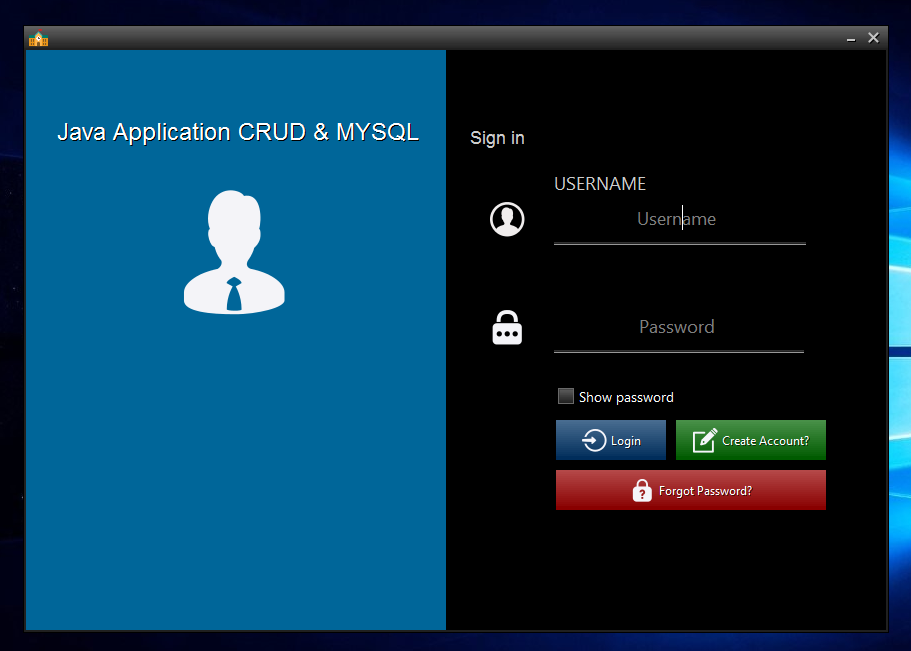 Java Application CRUD & MYSQL
Sign in
USERNAME
Username
Password
Show password
Login
Create Account?
Forgot Password?